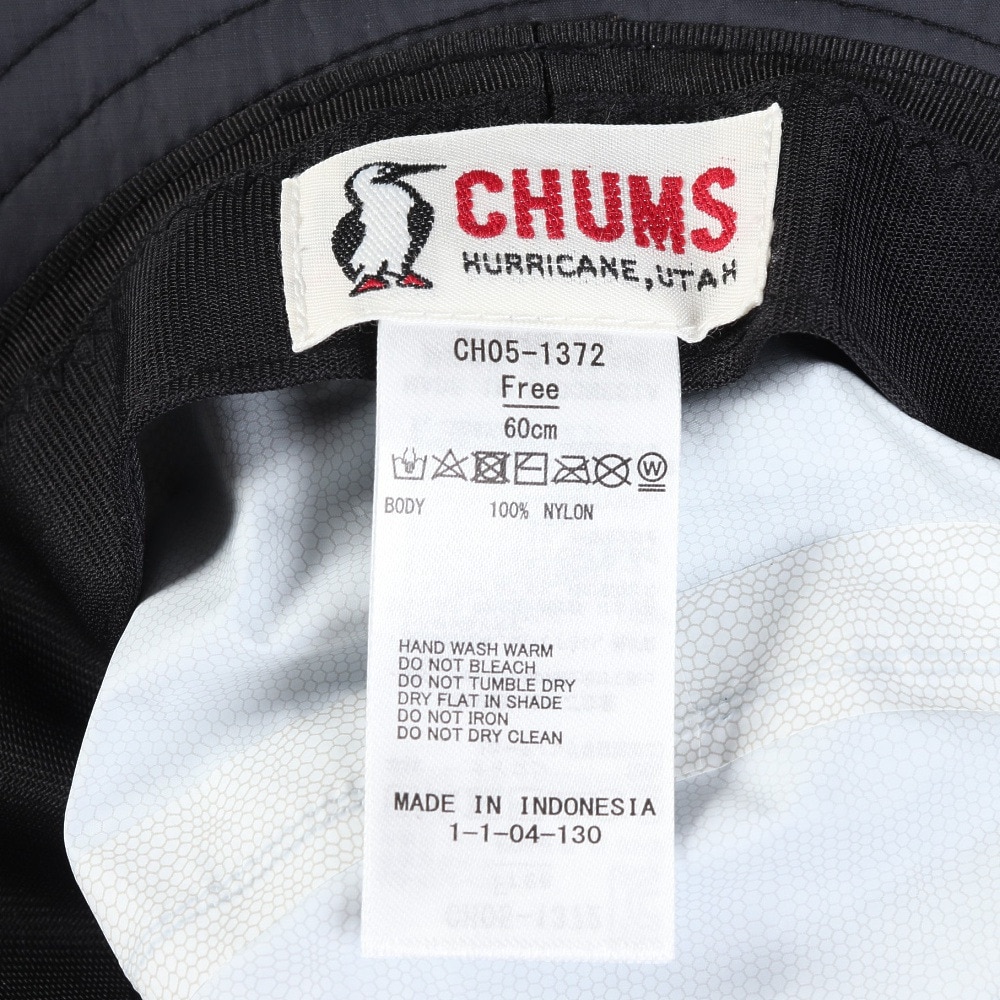 CHUMS
HURRICANE, UTAH
CH05-1372
Free
60cm
W
BODY 100% NYLON
HAND WASH WARM
DO NOT BLEACH
DO NOT TUMBLE DRY
DRY FLAT IN SHADE
DO NOT IRON
DO NOT DRY CLEAN
MADE IN INDONESIA
1-1-04-130